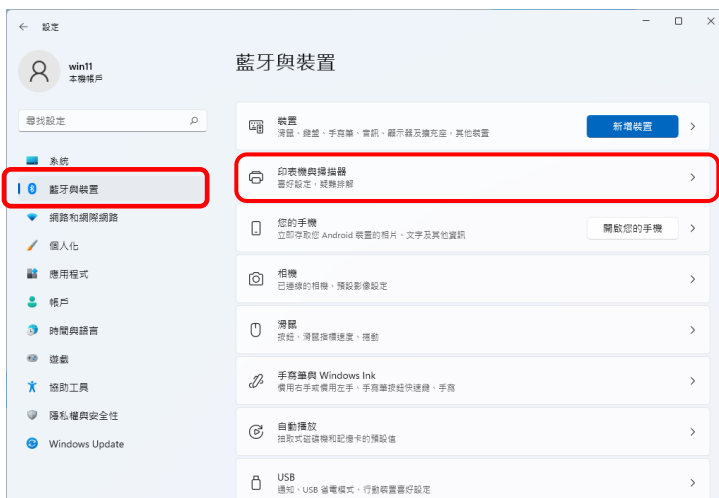 設定
win11
本機帳戶
尋找設定
系統
藍牙與裝置
網路和網際網路
個人化
應用程式
帳戶
時間與語言
遊戲
協助工具
隱私權與安全性
Windows Update
藍牙與裝置
裝置
滑鼠、鍵盤、手寫筆、音訊、顯示器及擴充座，其他裝置
新增裝置
印表機與掃描器
喜好設定，疑難排解
您的手機
立即存取您 Android 裝置的相片、文字及其他資訊
開啟您的手機
相機
已連線的相機、預設影像設定
滑鼠
按鈕、滑鼠指標速度、捲動
手寫筆與 Windows Ink
慣用右手或慣用左手、手寫筆按鈕快速鍵、手寫
自動播放
抽取式磁碟機和記憶卡的預設值
USB
通知、USB 省電模式、行動裝置喜好設定